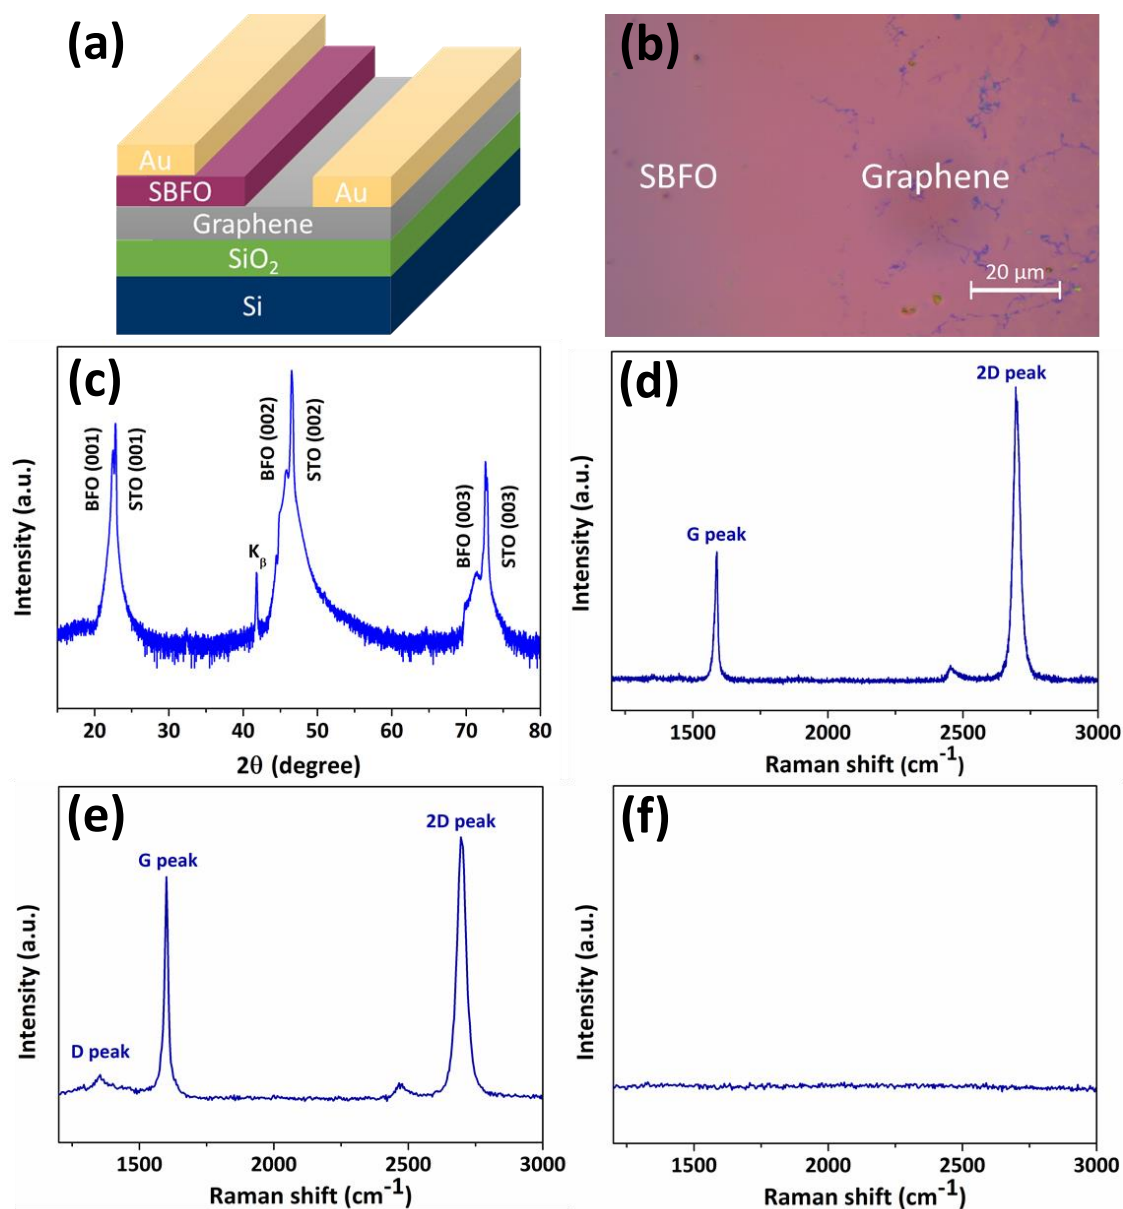 (a)
Au
SBFO
Au
Graphene
SiO₂
Si
(b)
SBFO
Graphene
20 µm
(c)
Intensity (a.u.)
BFO (001)
STO (001)
Kᵦ
BFO (002)
STO (002)
BFO (003)
STO (003)
20 30 40 50 60 70 80
2θ (degree)
(d)
Intensity (a.u.)
G peak
2D peak
1500 2000 2500 3000
Raman shift (cm⁻¹)
(e)
Intensity (a.u.)
D peak
G peak
2D peak
1500 2000 2500 3000
Raman shift (cm⁻¹)
(f)
Intensity (a.u.)
1500 2000 2500 3000
Raman shift (cm⁻¹)